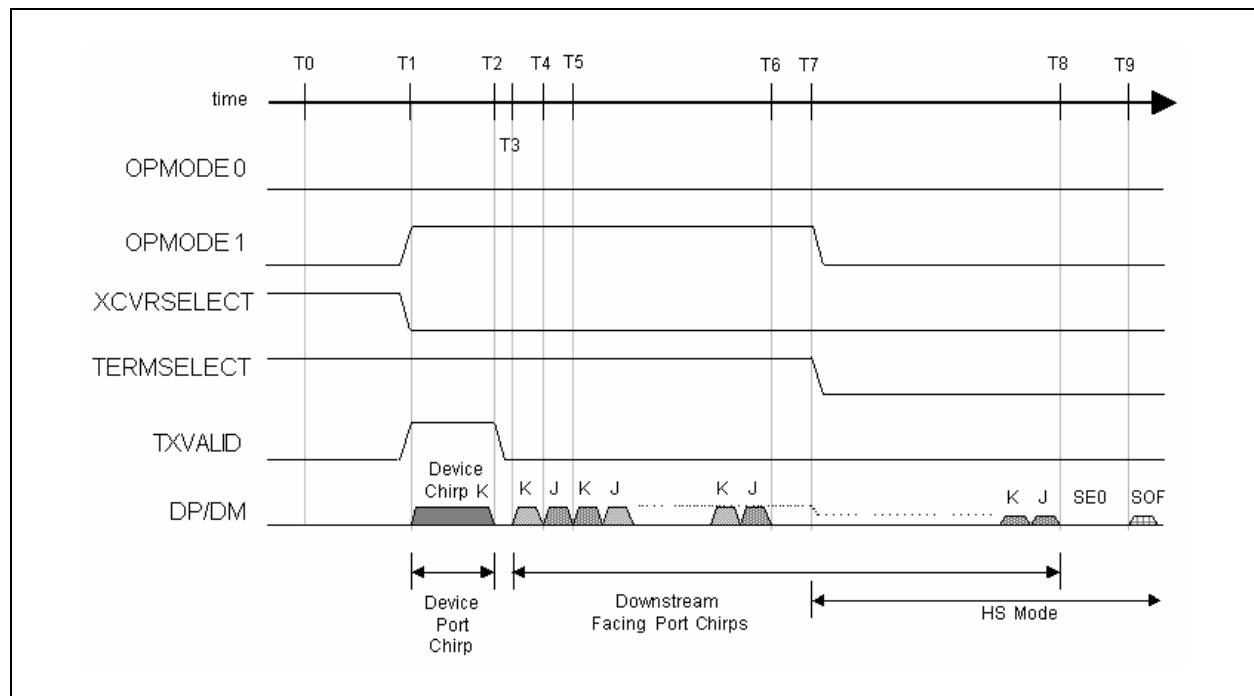 T0 T1 T2 T4 T5 T6 T7 T8 T9
time
T3
OPMODE 0
OPMODE 1
XCVRSELECT
TERMSELECT
TXVALID
Device
Chirp K
K J K J K J K J SE0 SOF
DP/DM
Device
Port
Chirp
Downstream
Facing Port Chirps
HS Mode